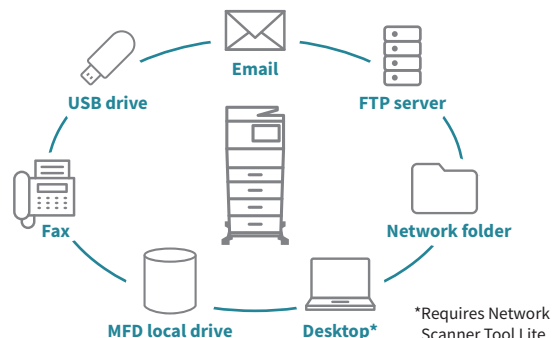 Email
USB drive
FTP server
Fax
Network folder
MFD local drive
Desktop*
*Requires Network
Scanner Tool Lite